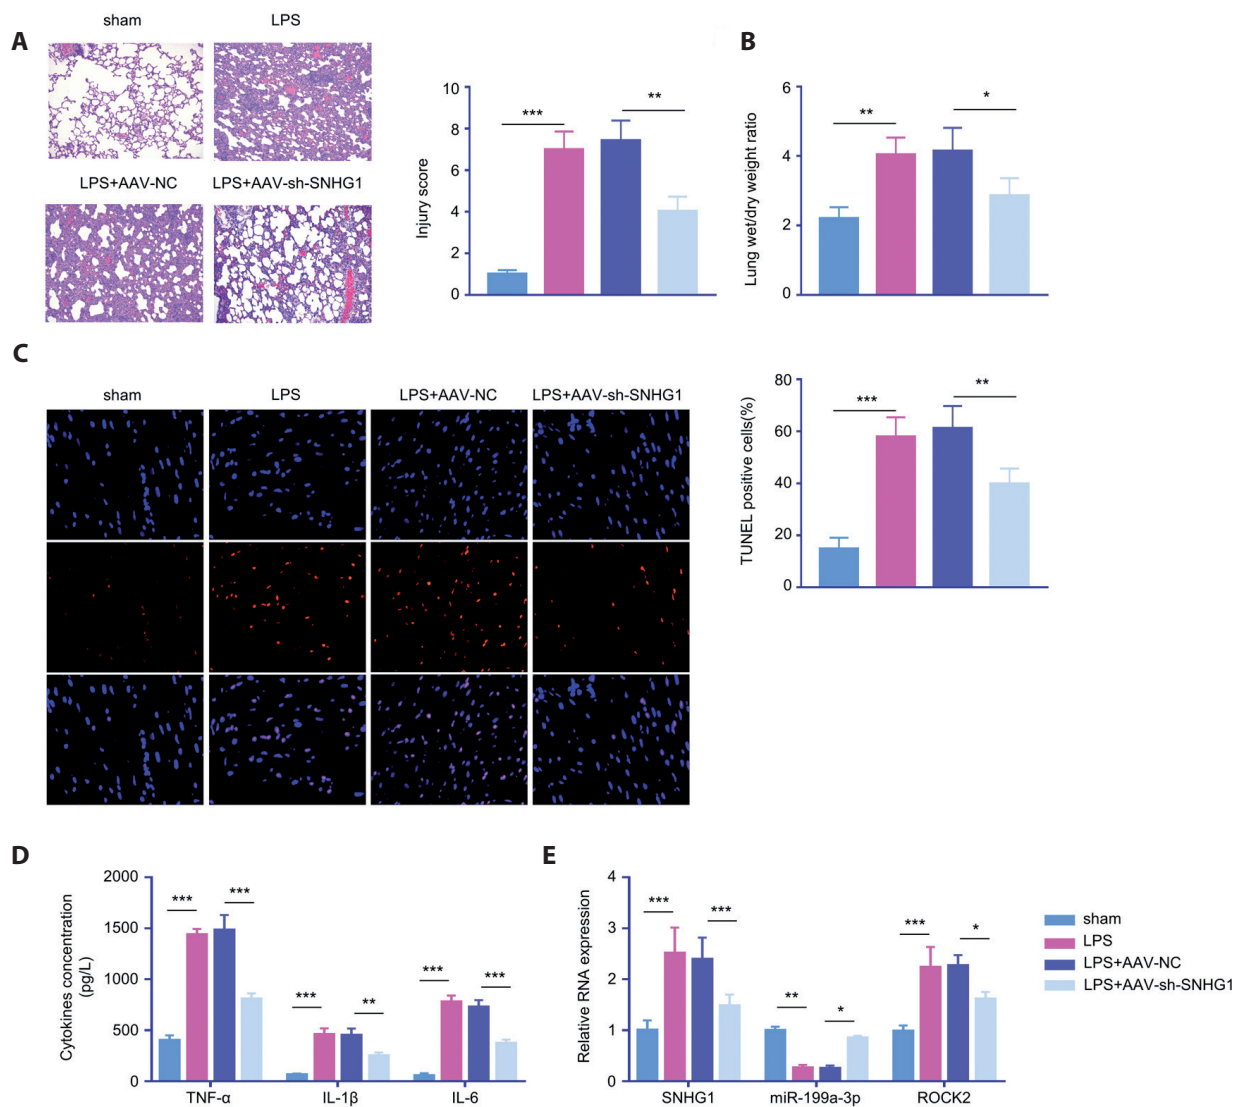 A
sham
LPS
LPS+AAV-NC
LPS+AAV-sh-SNHG1
Injury score
10
8
6
4
2
0
***
**
B
Lung wet/dry weight ratio
6
4
2
0
**
*
C
sham
LPS
LPS+AAV-NC
LPS+AAV-sh-SNHG1
TUNEL positive cells(%)
80
60
40
20
0
***
**
D
Cytokines concentration
(pg/L)
2000
1500
1000
500
0
***
***
***
**
***
***
TNF-α
IL-1β
IL-6
E
Relative RNA expression
4
3
2
1
0
***
***
**
*
***
*
SNHG1
miR-199a-3p
ROCK2
sham
LPS
LPS+AAV-NC
LPS+AAV-sh-SNHG1